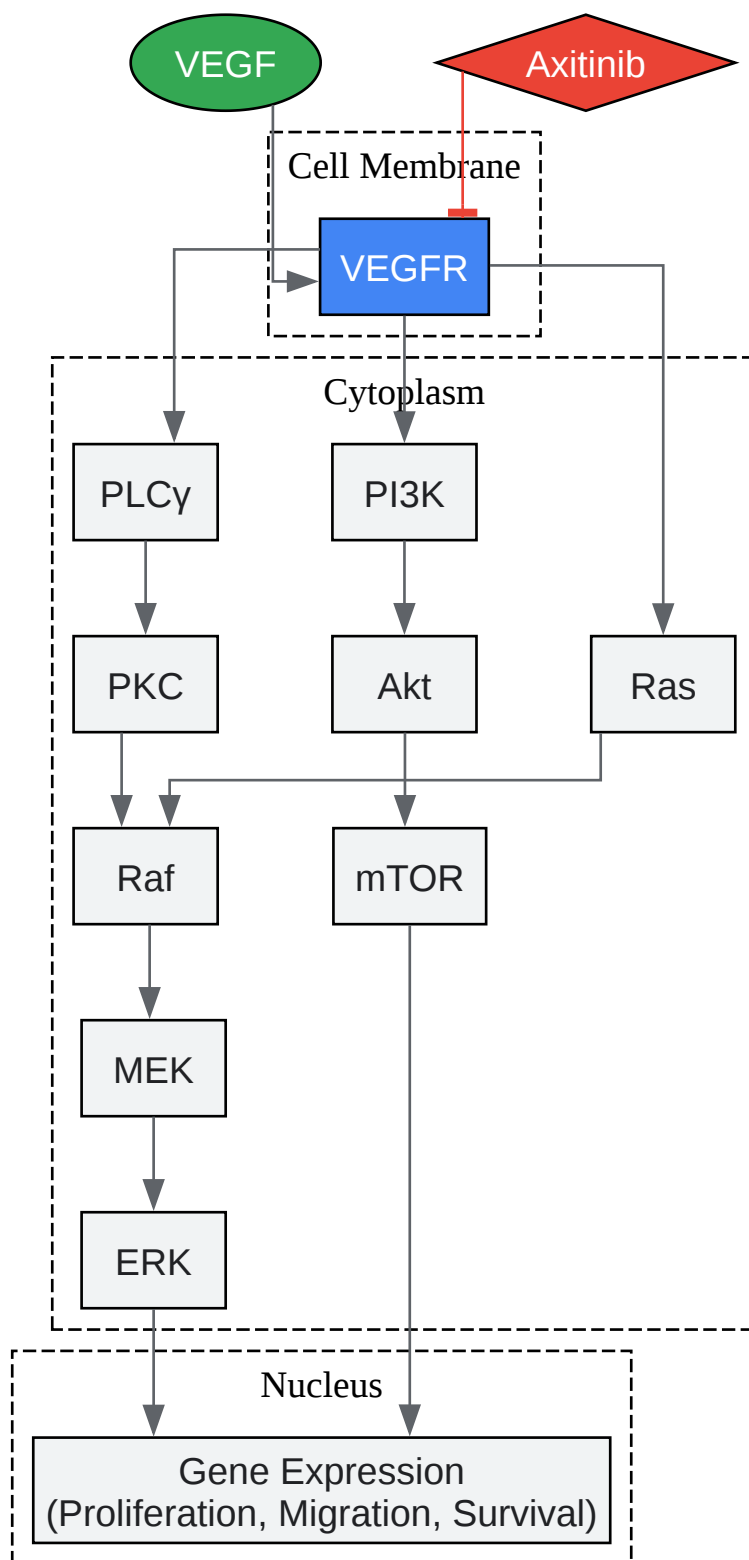 VEGF
Axitinib
Cell Membrane
VEGFR
Cytoplasm
PLCγ
PI3K
PKC
Akt
Ras
Raf
mTOR
MEK
ERK
Nucleus
Gene Expression
(Proliferation, Migration, Survival)